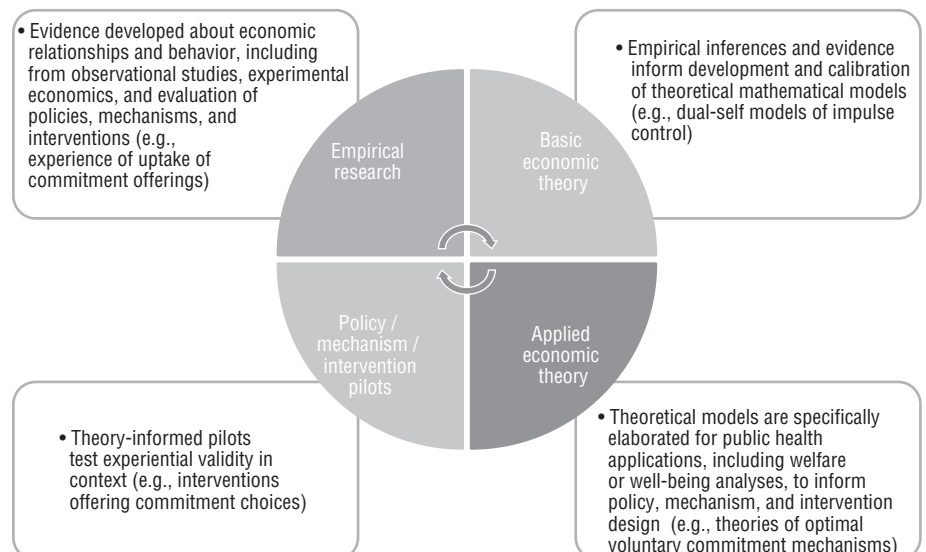 • Evidence developed about economic
relationships and behavior, including
from observational studies, experimental
economics, and evaluation of
policies, mechanisms, and
interventions (e.g.,
experience of uptake of
commitment offerings)
• Empirical inferences and evidence
inform development and calibration
of theoretical mathematical models
(e.g., dual-self models of impulse
control)
Empirical
research
Basic
economic
theory
Policy /
mechanism /
intervention
pilots
Applied
economic
theory
• Theory-informed pilots
test experiential validity in
context (e.g., interventions
offering commitment choices)
• Theoretical models are specifically
elaborated for public health
applications, including welfare
or well-being analyses, to inform
policy, mechanism, and intervention
design (e.g., theories of optimal
voluntary commitment mechanisms)